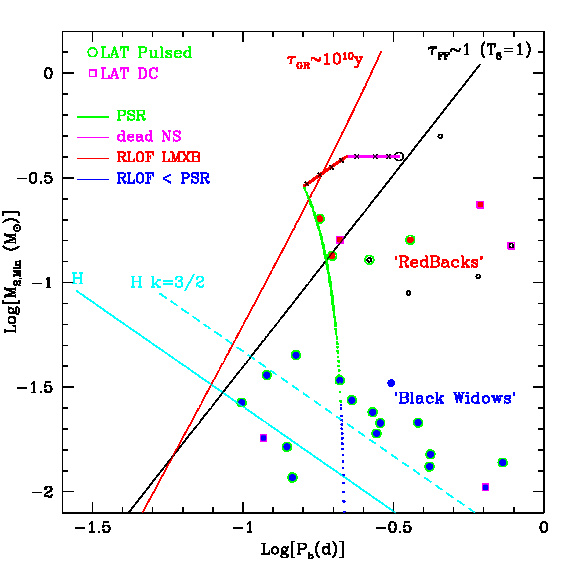 LAT Pulsed
LAT DC
PSR
dead NS
RLOF LMXB
RLOF < PSR
τGR~10¹⁰y
τFF~1 (T6=1)
'RedBacks'
'Black Widows'
H
H k=3/2
0
−0.5
−1
−1.5
−2
Log[M2,Min (M⊙)]
−1.5
−1
−0.5
0
Log[Pb(d)]